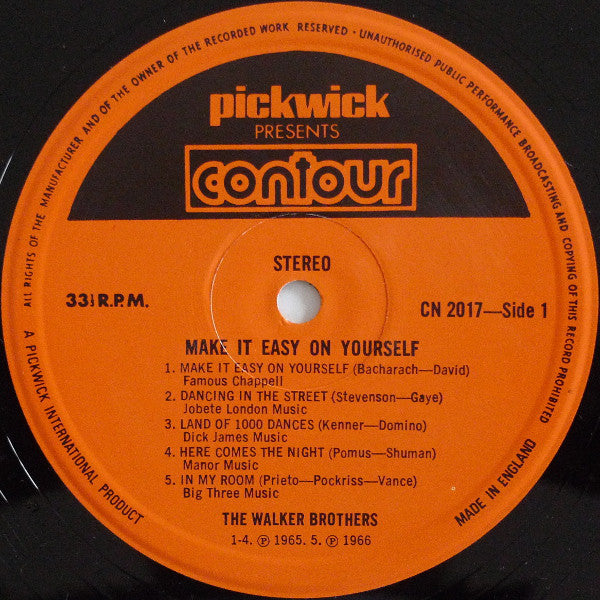 ALL RIGHTS OF THE MANUFACTURER AND OF THE OWNER OF THE RECORDED WORK RESERVED - UNAUTHORISED PUBLIC PERFORMANCE BROADCASTING AND COPYING OF THIS RECORD PROHIBITED
pickwick
PRESENTS
contour
STEREO
33⅓ R.P.M.
CN 2017—Side 1
MAKE IT EASY ON YOURSELF
1. MAKE IT EASY ON YOURSELF (Bacharach—David)
Famous Chappell
2. DANCING IN THE STREET (Stevenson—Gaye)
Jobete London Music
3. LAND OF 1000 DANCES (Kenner—Domino)
Dick James Music
4. HERE COMES THE NIGHT (Pomus—Shuman)
Manor Music
5. IN MY ROOM (Prieto—Pockriss—Vance)
Big Three Music
THE WALKER BROTHERS
1-4. ℗ 1965. 5. ℗ 1966
A PICKWICK INTERNATIONAL PRODUCT
MADE IN ENGLAND